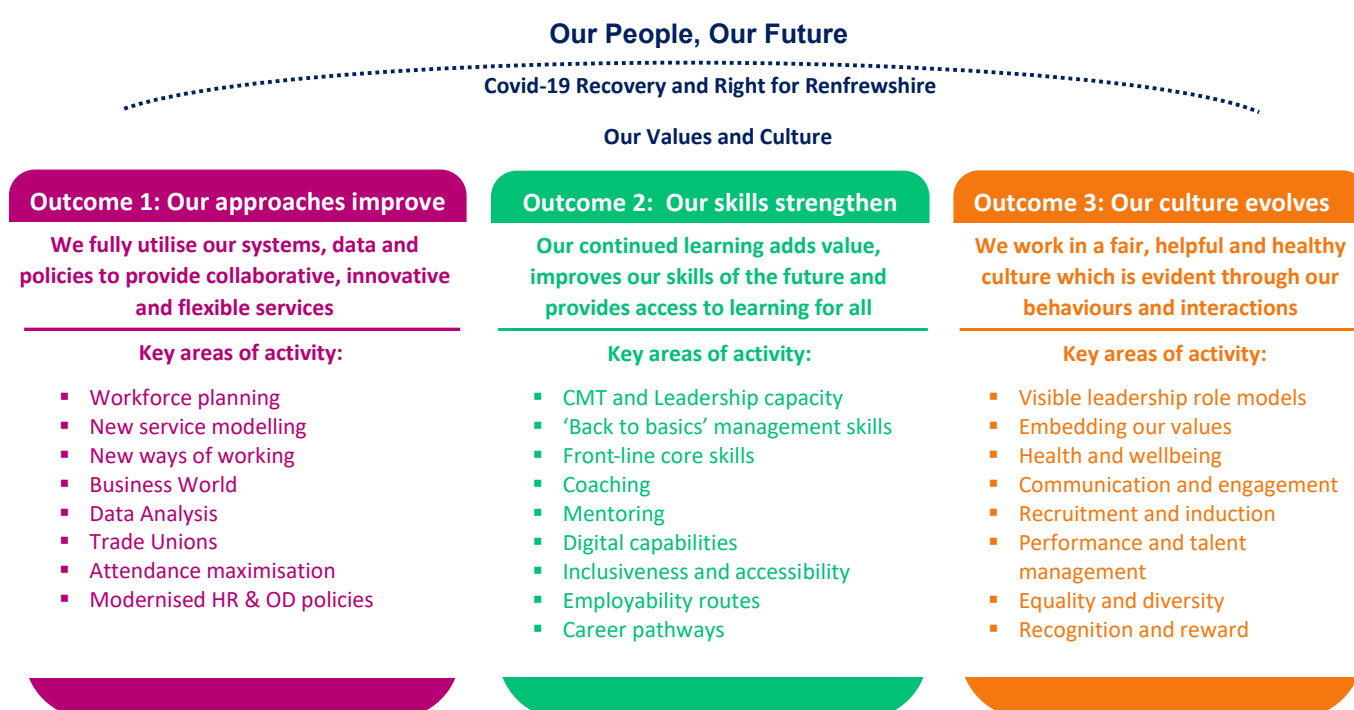 Our People, Our Future
Covid-19 Recovery and Right for Renfrewshire
Our Values and Culture
Outcome 1: Our approaches improve
We fully utilise our systems, data and
policies to provide collaborative, innovative
and flexible services
Key areas of activity:
▪ Workforce planning
▪ New service modelling
▪ New ways of working
▪ Business World
▪ Data Analysis
▪ Trade Unions
▪ Attendance maximisation
▪ Modernised HR & OD policies
Outcome 2: Our skills strengthen
Our continued learning adds value,
improves our skills of the future and
provides access to learning for all
Key areas of activity:
▪ CMT and Leadership capacity
▪ ‘Back to basics’ management skills
▪ Front-line core skills
▪ Coaching
▪ Mentoring
▪ Digital capabilities
▪ Inclusiveness and accessibility
▪ Employability routes
▪ Career pathways
Outcome 3: Our culture evolves
We work in a fair, helpful and healthy
culture which is evident through our
behaviours and interactions
Key areas of activity:
▪ Visible leadership role models
▪ Embedding our values
▪ Health and wellbeing
▪ Communication and engagement
▪ Recruitment and induction
▪ Performance and talent
management
▪ Equality and diversity
▪ Recognition and reward